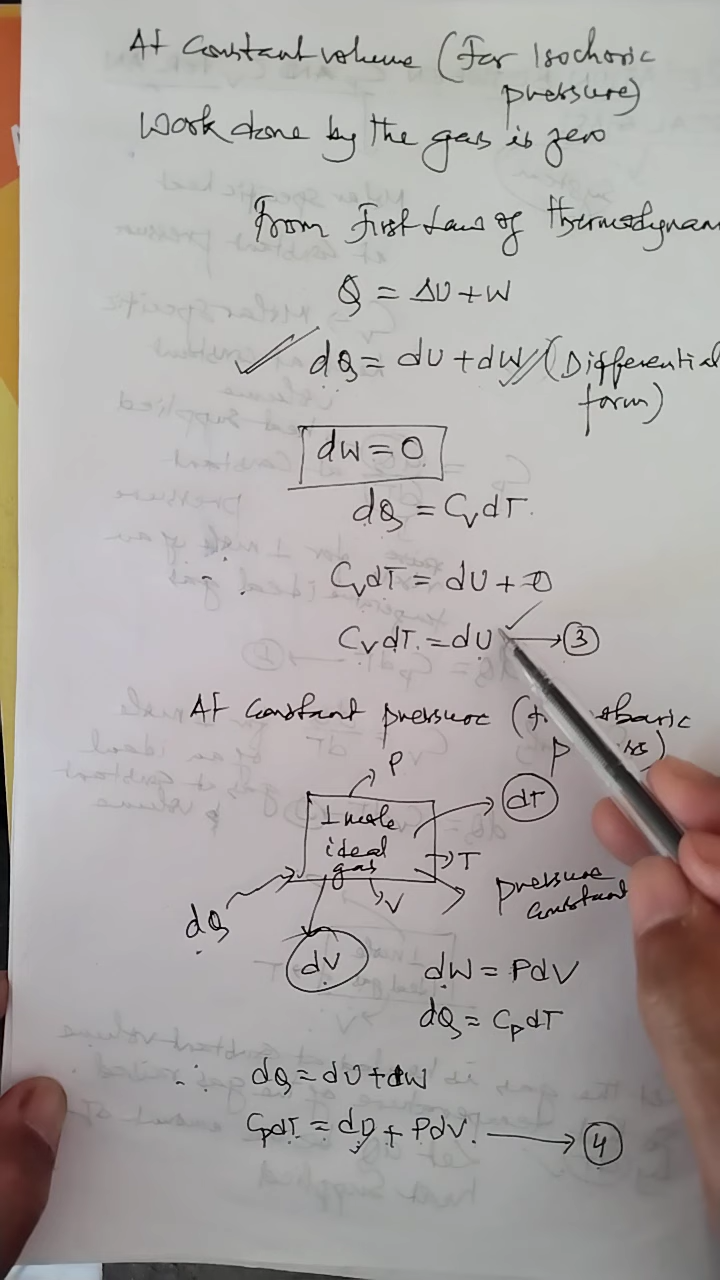 At Constant volume (For Isochoric
pressure)
Work done by the gas is zero
From First Law of Thermodynam
Q = ΔU + W
dQ = dU + dW (Differential
form)
dW = 0
dQ = CvdT.
CvdT = dU + 0
CvdT. = dU → 3
At Constant pressure (
P
1 mole
ideal
gas
dT
T
V
pressure
constant
dQ
dV
dW = PdV
dQ = CpdT
∴ dQ = dU + dW
CpdT = dU + PdV. → 4